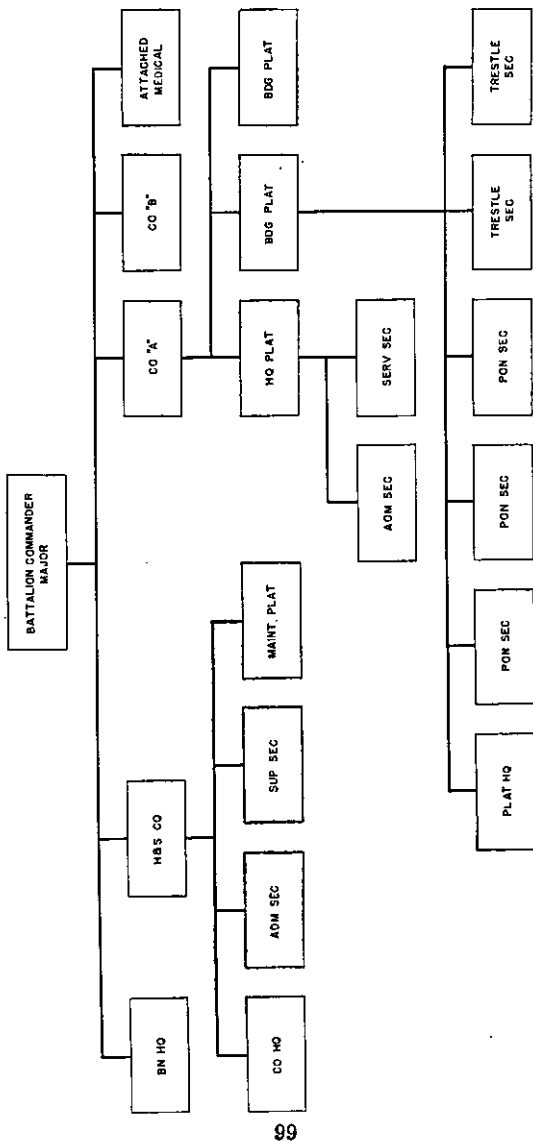 BATTALION COMMANDER
MAJOR
BN HQ
H&S CO
CO "A"
CO "B"
ATTACHED
MEDICAL
CO HQ
ADM SEC
SUP SEC
MAINT. PLAT
HQ PLAT
BDG PLAT
BDG PLAT
ADM SEC
SERV SEC
PLAT HQ
PON SEC
PON SEC
PON SEC
TRESTLE
SEC
TRESTLE
SEC
99